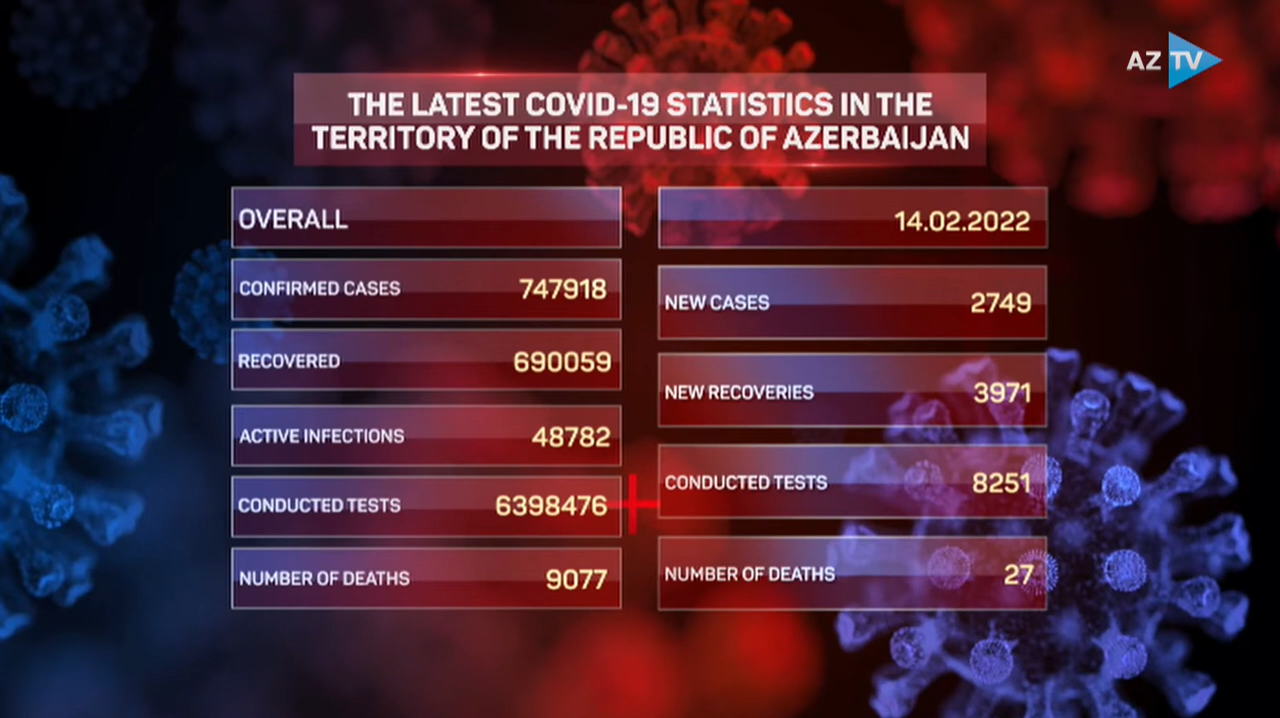 AZ TV
THE LATEST COVID-19 STATISTICS IN THE
TERRITORY OF THE REPUBLIC OF AZERBAIJAN
OVERALL
CONFIRMED CASES 747918
RECOVERED 690059
ACTIVE INFECTIONS 48782
CONDUCTED TESTS 6398476
NUMBER OF DEATHS 9077
14.02.2022
NEW CASES 2749
NEW RECOVERIES 3971
CONDUCTED TESTS 8251
NUMBER OF DEATHS 27